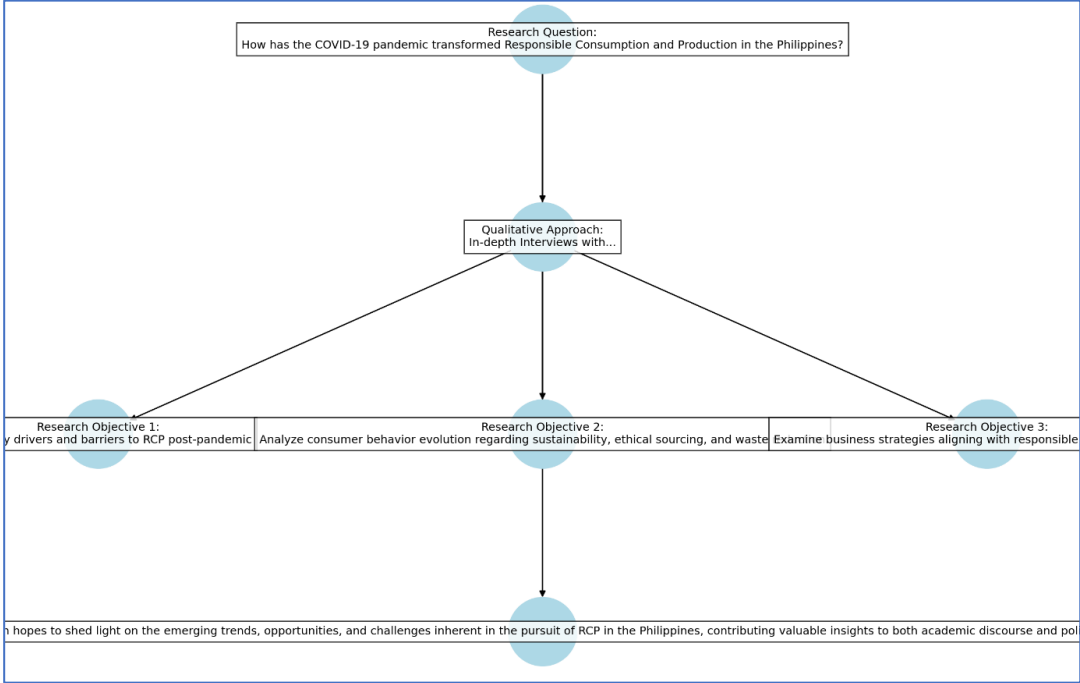 Research Question:
How has the COVID-19 pandemic transformed Responsible Consumption and Production in the Philippines?
Qualitative Approach:
In-depth Interviews with...
Research Objective 1:
y drivers and barriers to RCP post-pandemic
Research Objective 2:
Analyze consumer behavior evolution regarding sustainability, ethical sourcing, and waste
Research Objective 3:
Examine business strategies aligning with responsible
hopes to shed light on the emerging trends, opportunities, and challenges inherent in the pursuit of RCP in the Philippines, contributing valuable insights to both academic discourse and